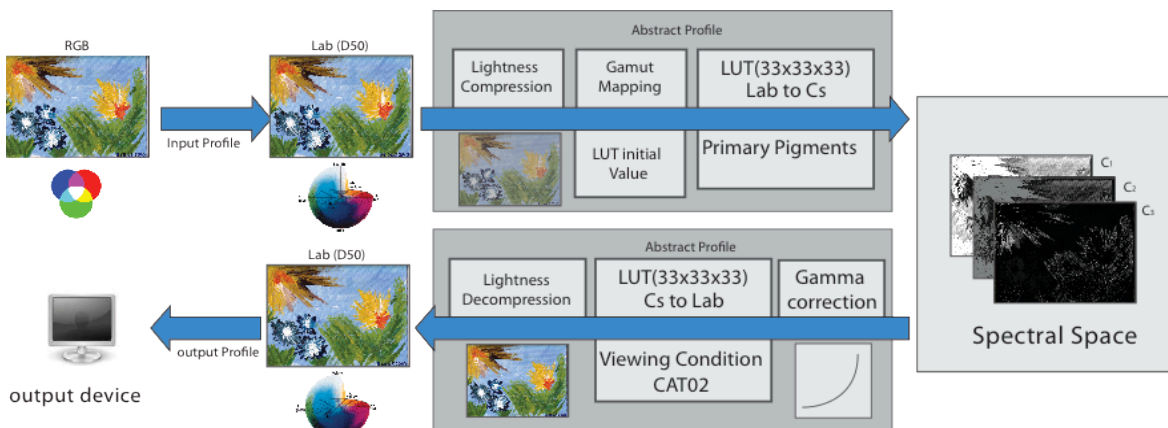 RGB
Input Profile
Lab (D50)
Abstract Profile
Lightness
Compression
Gamut
Mapping
LUT initial
Value
LUT(33x33x33)
Lab to Cs
Primary Pigments
C1
C2
C3
Spectral Space
Abstract Profile
Gamma
correction
LUT(33x33x33)
Cs to Lab
Viewing Condition
CAT02
Lightness
Decompression
Lab (D50)
output Profile
output device